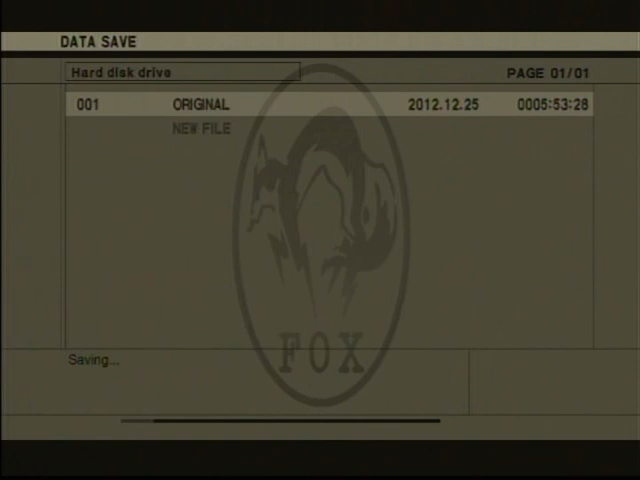 DATA SAVE
Hard disk drive PAGE 01/01
001 ORIGINAL 2012.12.25 0005:53:28
NEW FILE
FOX
Saving...